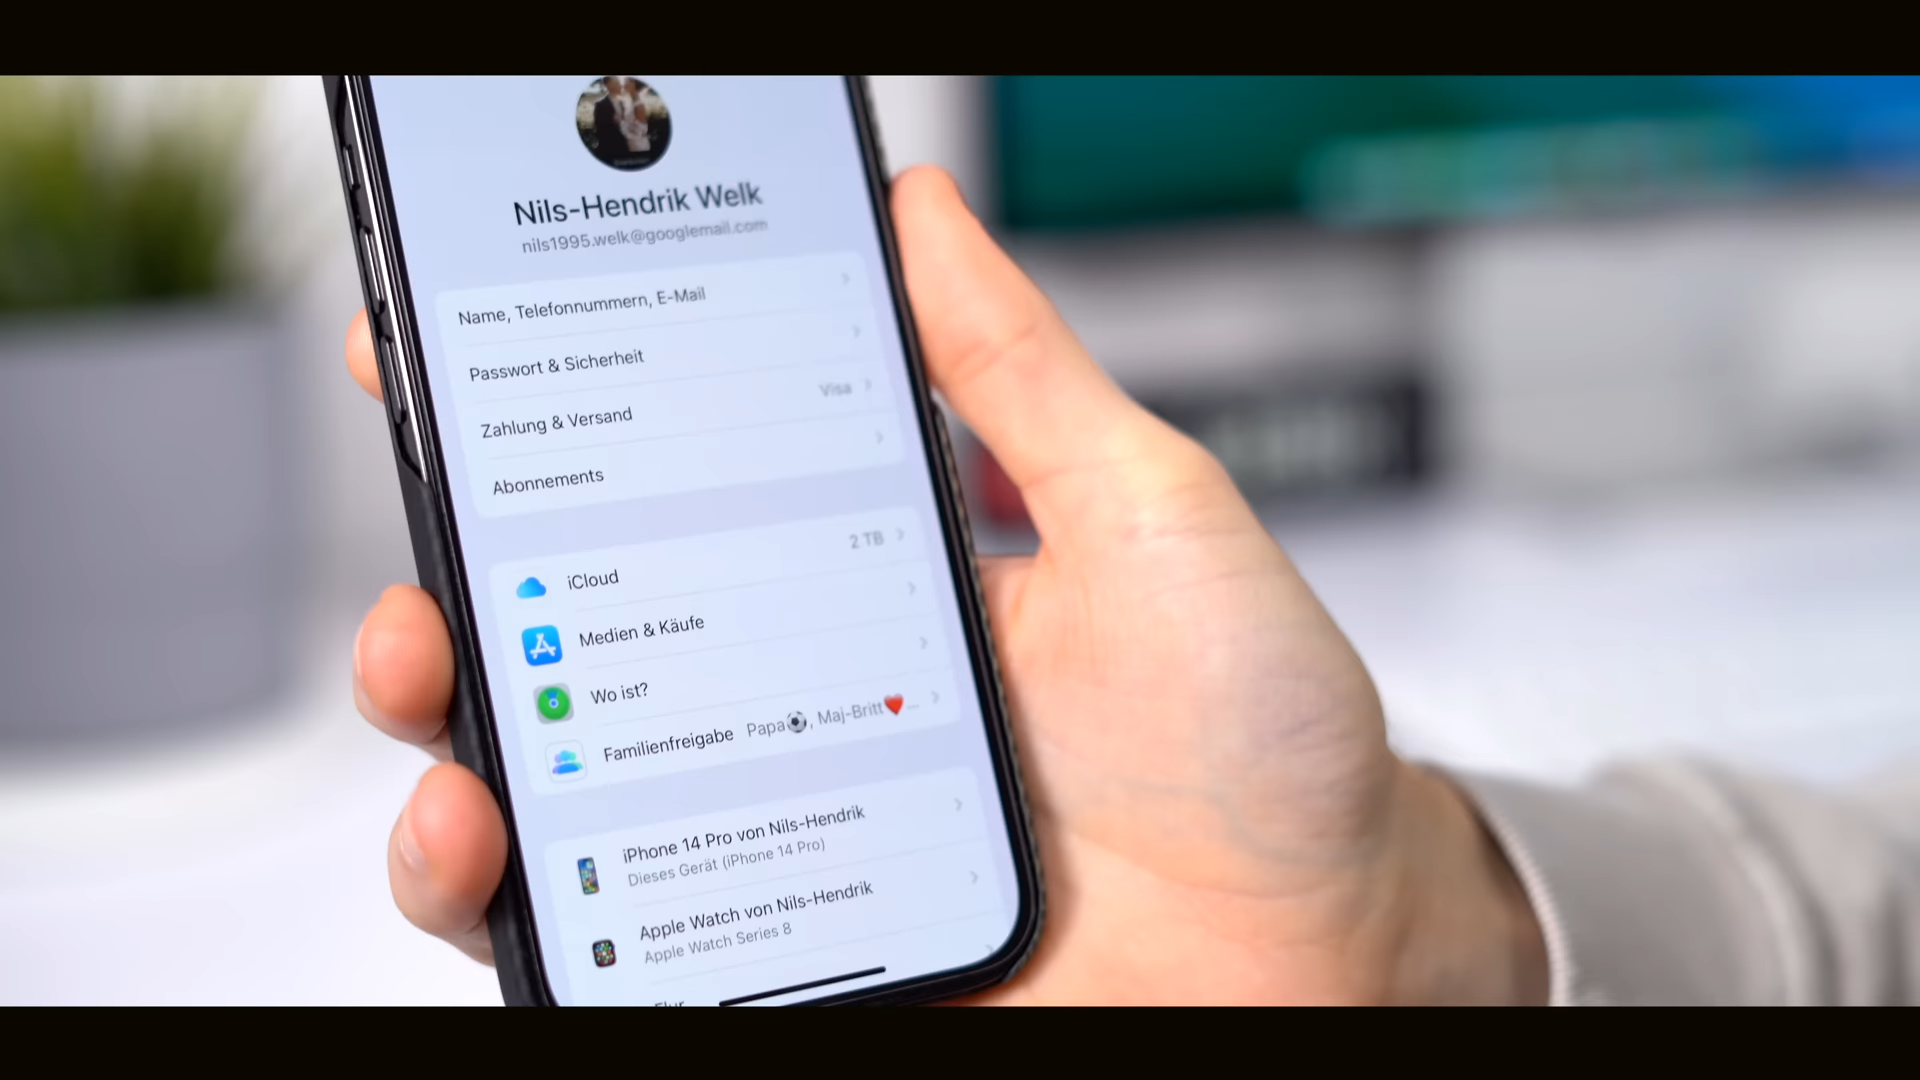 Nils-Hendrik Welk
nils1995.welk@googlemail.com
Name, Telefonnummern, E-Mail
Passwort & Sicherheit
Zahlung & Versand Visa
Abonnements
iCloud 2 TB
Medien & Käufe
Wo ist?
Familienfreigabe Papa⚽, Maj-Britt❤️...
iPhone 14 Pro von Nils-Hendrik
Dieses Gerät (iPhone 14 Pro)
Apple Watch von Nils-Hendrik
Apple Watch Series 8